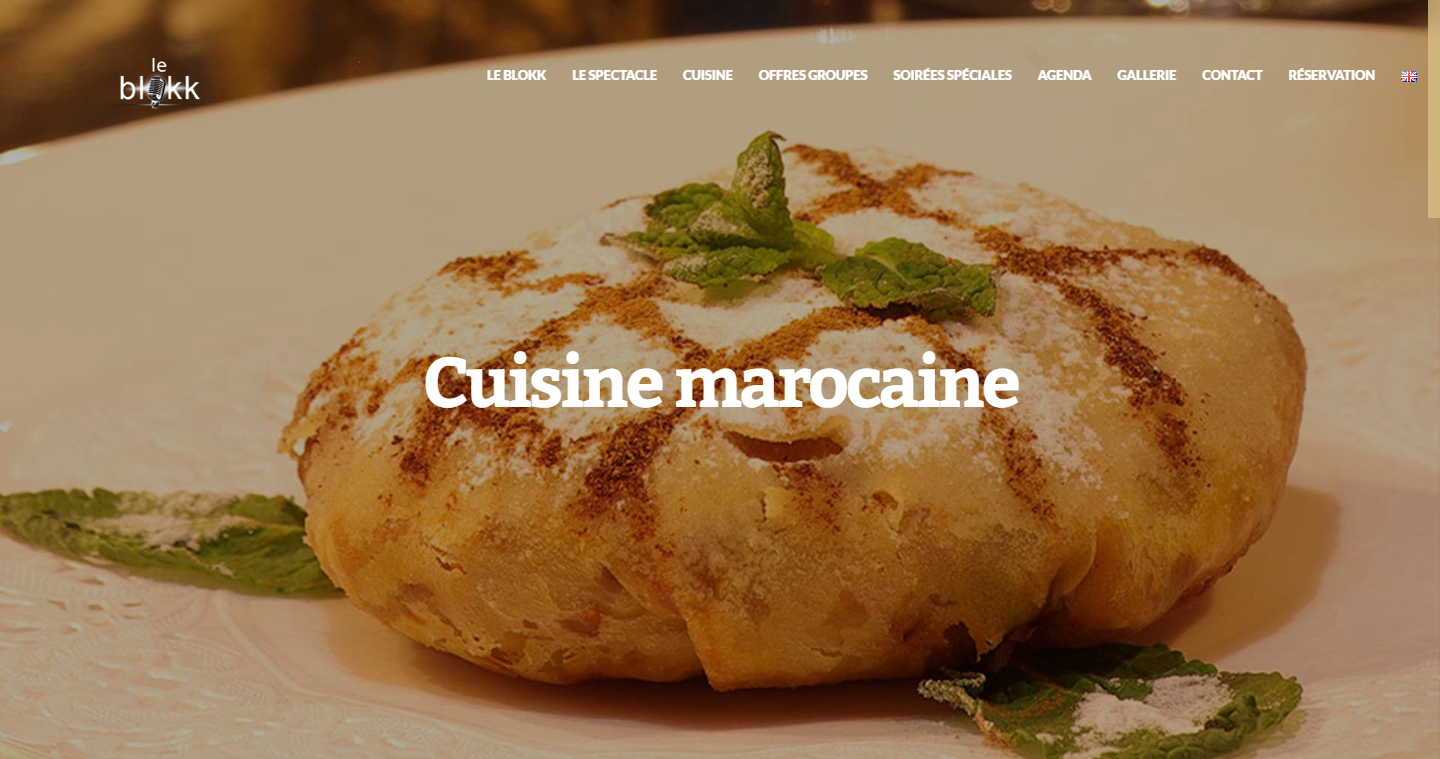 le
blokk
LE BLOKK LE SPECTACLE CUISINE OFFRES GROUPES SOIRÉES SPÉCIALES AGENDA GALLERIE CONTACT RÉSERVATION
Cuisine marocaine